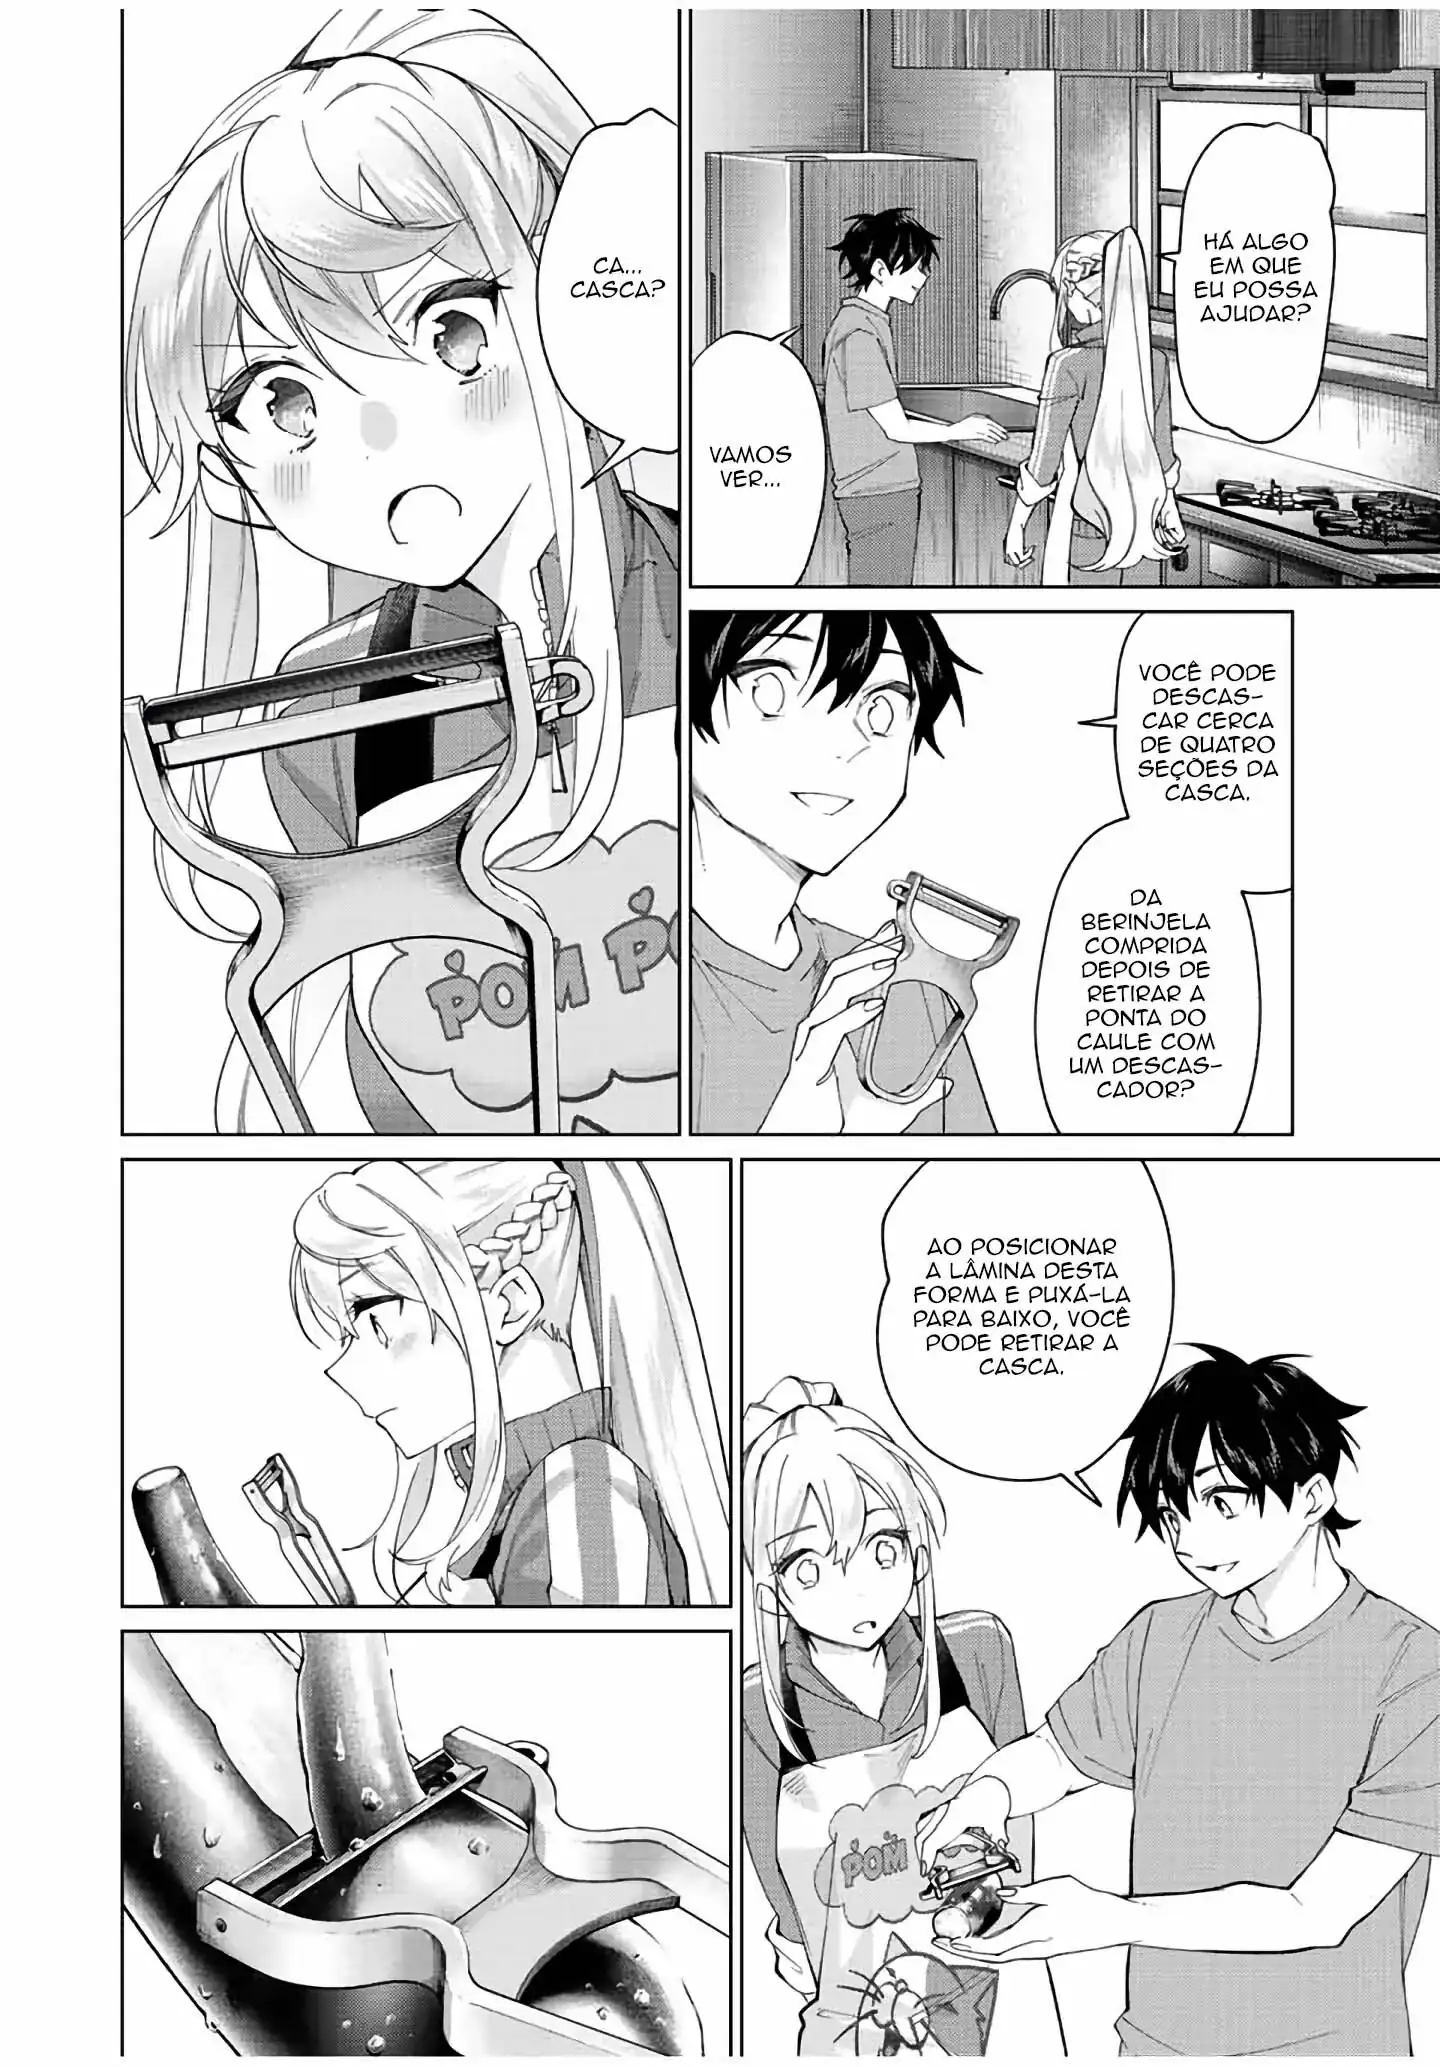 HÁ ALGO
EM QUE
EU POSSA
AJUDAR?
VAMOS
VER...
VOCÊ PODE
DESCAS-
CAR CERCA
DE QUATRO
SEÇÕES DA
CASCA.
DA
BERINJELA
COMPRIDA
DEPOIS DE
RETIRAR A
PONTA DO
CAULE COM
UM DESCAS-
CADOR?
CA...
CASCA?
POM PO
AO POSICIONAR
A LÂMINA DESTA
FORMA E PUXÁ-LA
PARA BAIXO, VOCÊ
PODE RETIRAR A
CASCA.
POM